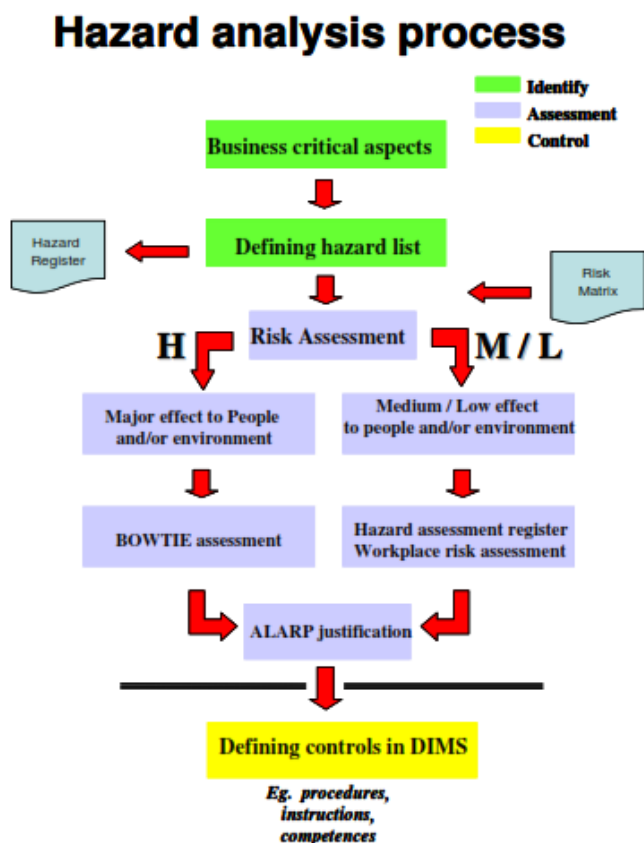 Hazard analysis process
Identify
Assessment
Control
Business critical aspects
Hazard
Register
Defining hazard list
Risk
Matrix
Risk Assessment
H
M / L
Major effect to People
and/or environment
Medium / Low effect
to people and/or environment
BOWTIE assessment
Hazard assessment register
Workplace risk assessment
ALARP justification
Defining controls in DIMS
Eg. procedures,
instructions,
competences